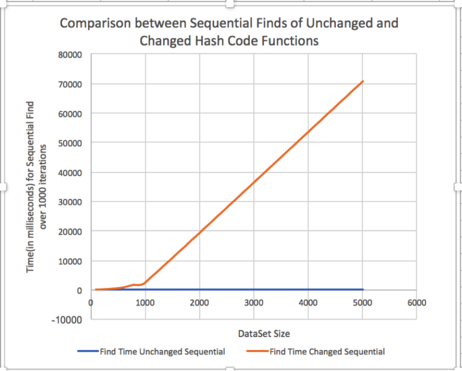 Comparison between Sequential Finds of Unchanged and
Changed Hash Code Functions
Time(in milliseconds) for Sequential Find
over 1000 iterations
80000
70000
60000
50000
40000
30000
20000
10000
0
-10000
0 1000 2000 3000 4000 5000 6000
DataSet Size
Find Time Unchanged Sequential Find Time Changed Sequential